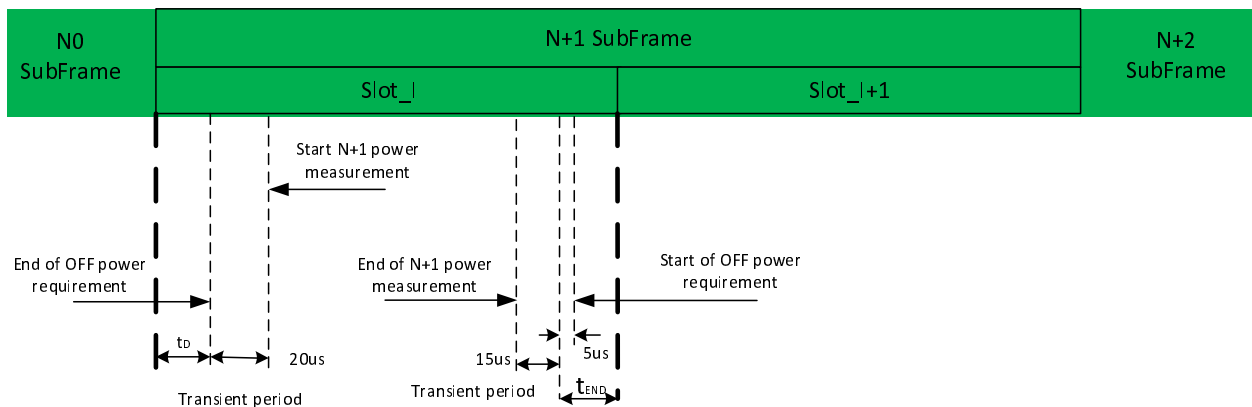 N0
SubFrame
N+1 SubFrame
N+2
SubFrame
Slot_I
Slot_I+1
Start N+1 power
measurement
End of OFF power
requirement
End of N+1 power
measurement
Start of OFF power
requirement
tD
20us
15us
5us
Transient period
Transient period
tEND